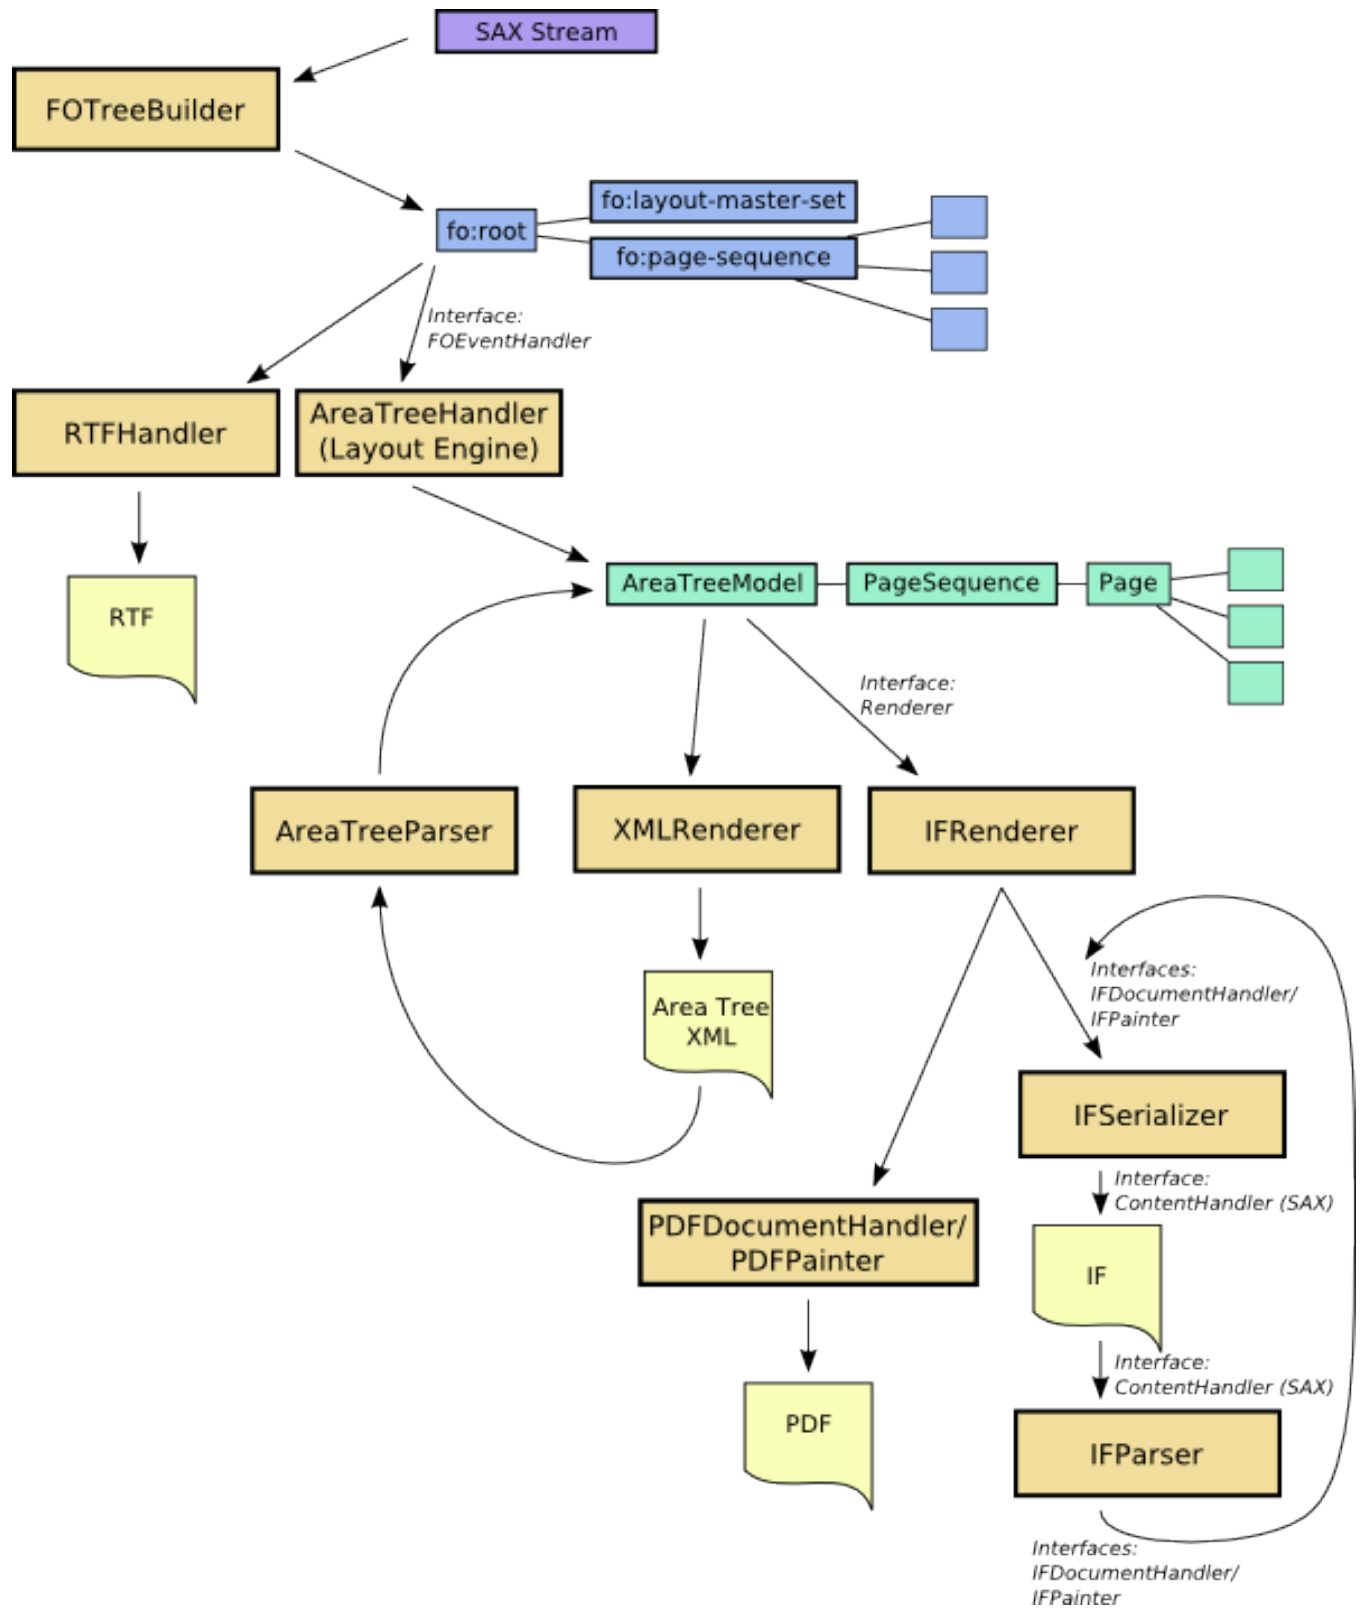 SAX Stream
FOTreeBuilder
fo:layout-master-set
fo:root
fo:page-sequence
Interface:
FOEventHandler
RTFHandler
AreaTreeHandler
(Layout Engine)
RTF
AreaTreeModel
PageSequence
Page
Interface:
Renderer
AreaTreeParser
XMLRenderer
IFRenderer
Area Tree
XML
Interfaces:
IFDocumentHandler/
IFPainter
IFSerializer
Interface:
ContentHandler (SAX)
PDFDocumentHandler/
PDFPainter
IF
Interface:
ContentHandler (SAX)
PDF
IFParser
Interfaces:
IFDocumentHandler/
IFPainter